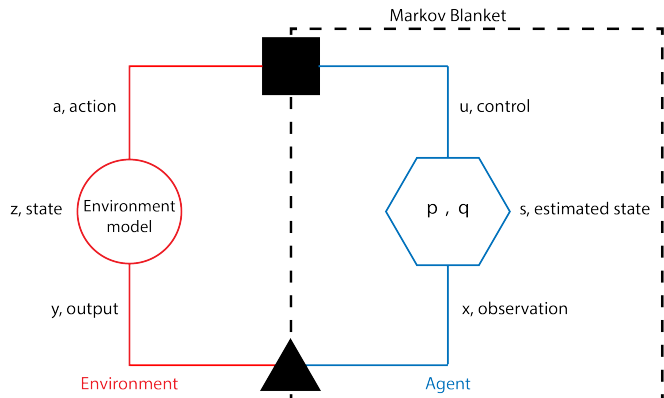 Markov Blanket
a, action
u, control
z, state
Environment
model
p , q
s, estimated state
y, output
x, observation
Environment
Agent